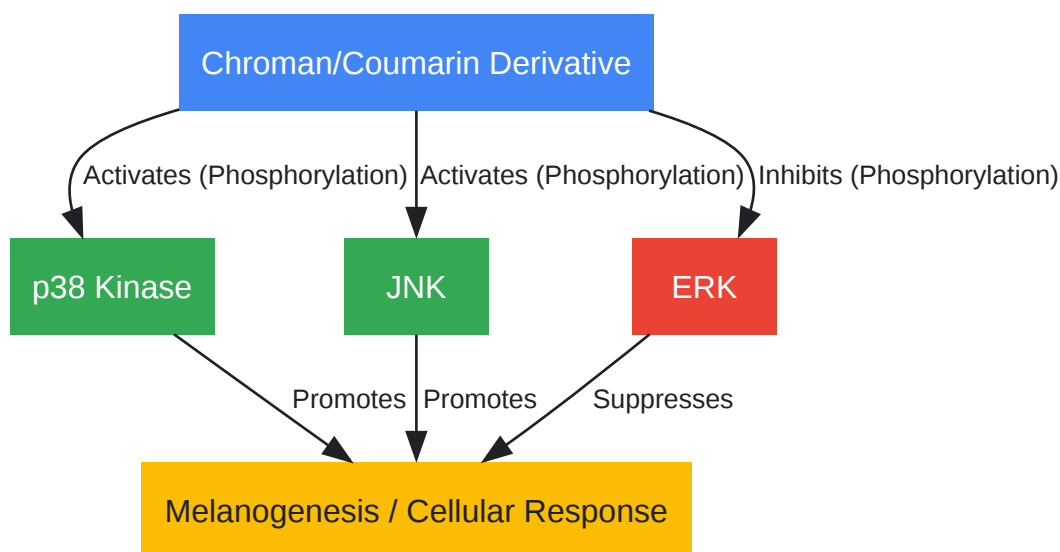 Chroman/Coumarin Derivative
Activates (Phosphorylation)
Activates (Phosphorylation)
Inhibits (Phosphorylation)
p38 Kinase
JNK
ERK
Promotes
Promotes
Suppresses
Melanogenesis / Cellular Response